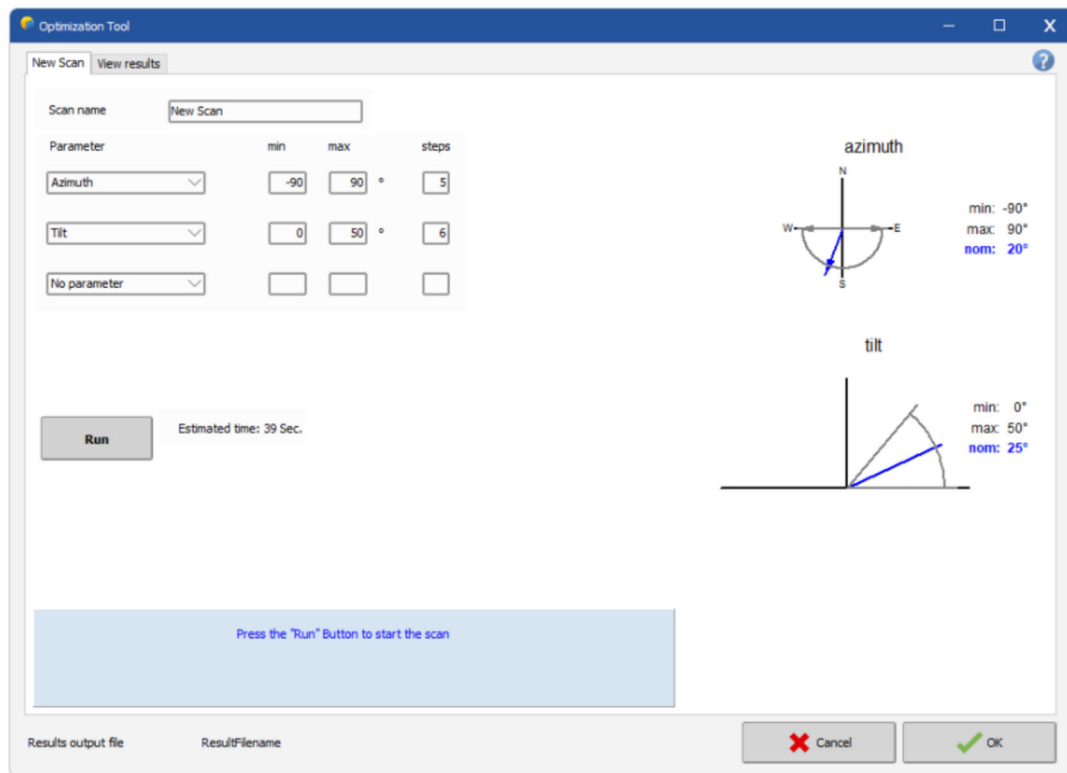 Optimization Tool
New Scan View results
Scan name New Scan
Parameter min max steps
Azimuth -90 90 ° 5
Tilt 0 50 ° 6
No parameter
azimuth
N
W E
S
min: -90°
max: 90°
nom: 20°
tilt
min: 0°
max: 50°
nom: 25°
Run Estimated time: 39 Sec.
Press the "Run" Button to start the scan
Results output file ResultFilename
Cancel OK